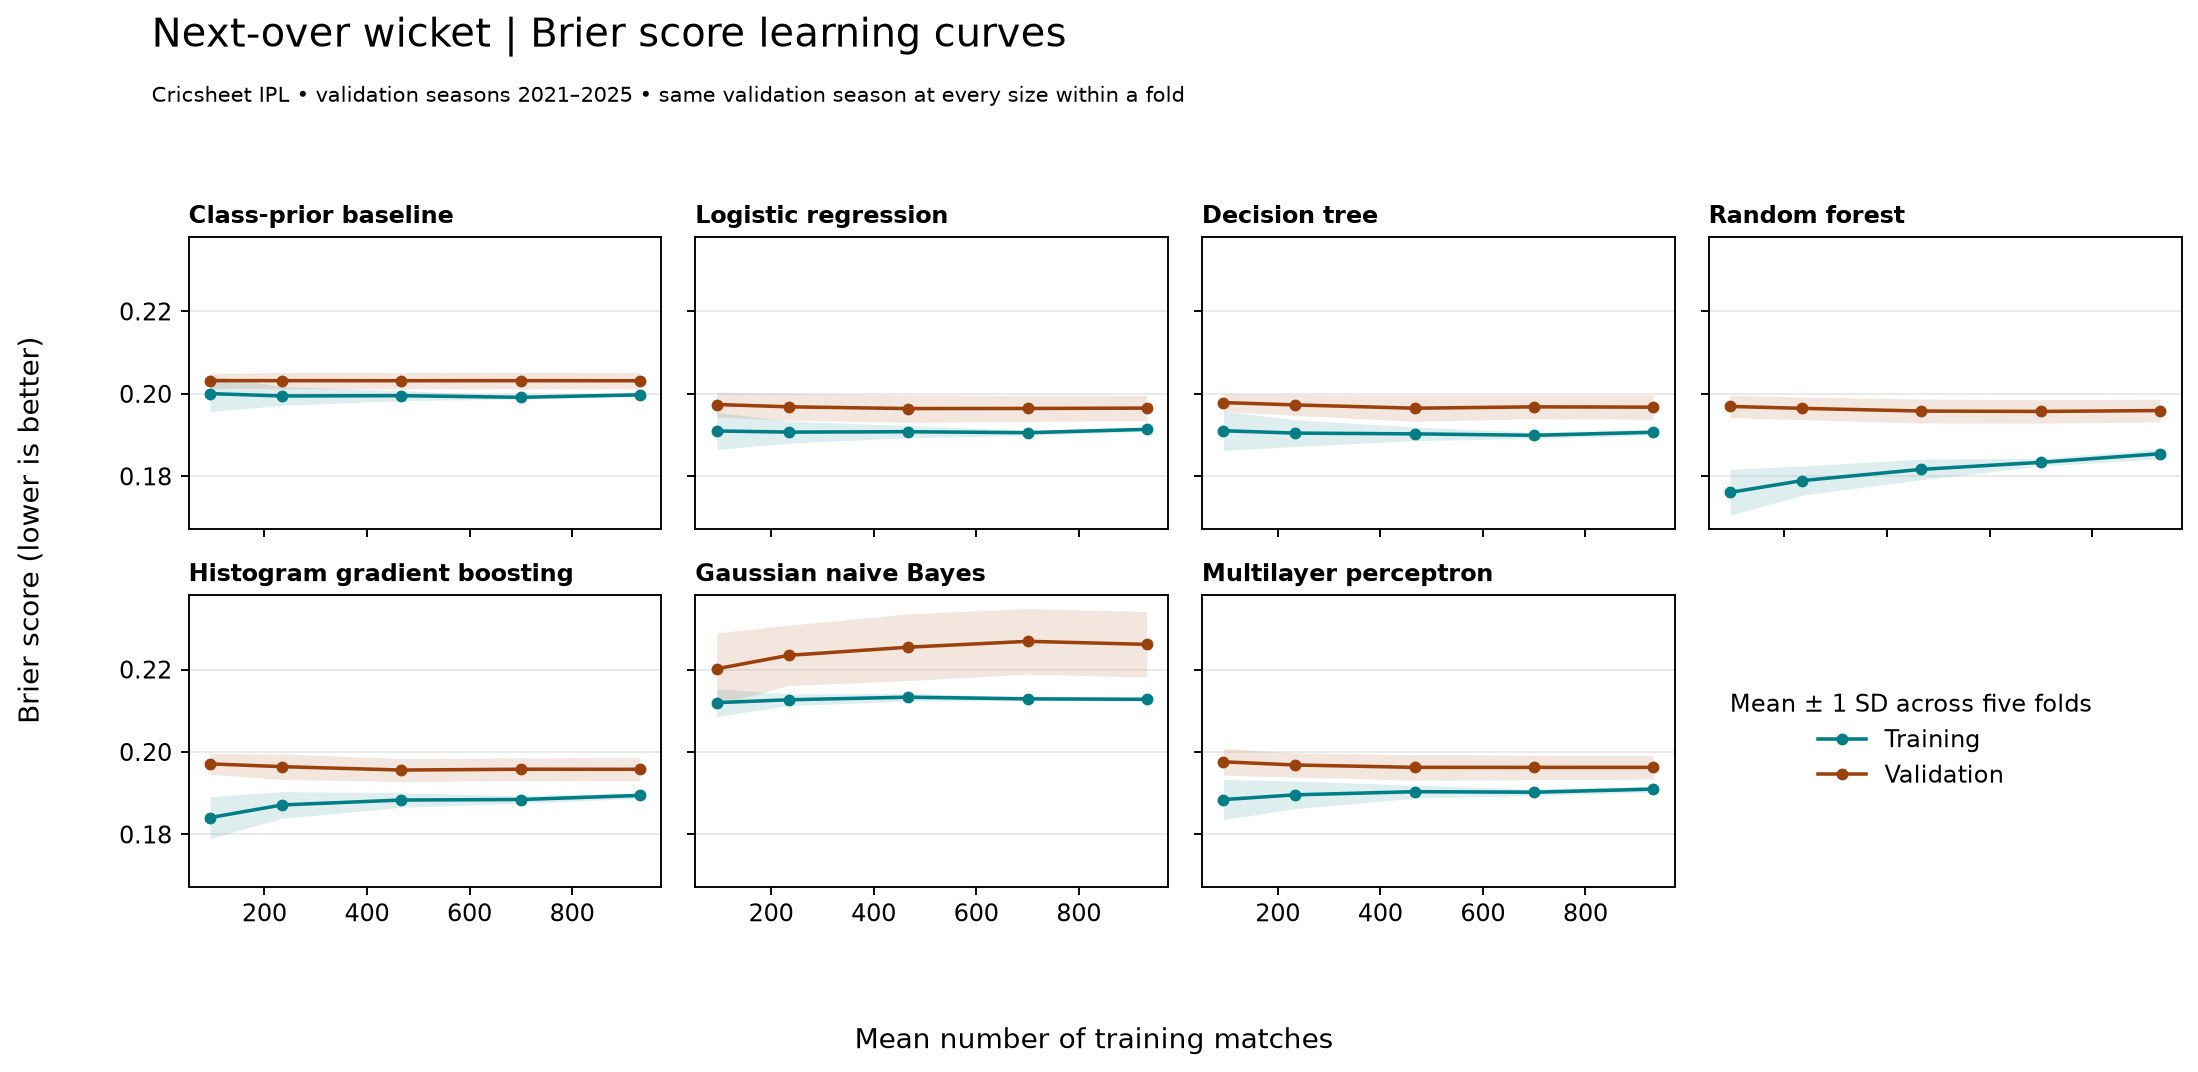 Next-over wicket | Brier score learning curves
Cricsheet IPL • validation seasons 2021–2025 • same validation season at every size within a fold
Brier score (lower is better)
Class-prior baseline
0.22
0.20
0.18
200 400 600 800
Logistic regression
200 400 600 800
Decision tree
200 400 600 800
Random forest
Histogram gradient boosting
0.22
0.20
0.18
Gaussian naive Bayes
Multilayer perceptron
Mean ± 1 SD across five folds
Training
Validation
Mean number of training matches